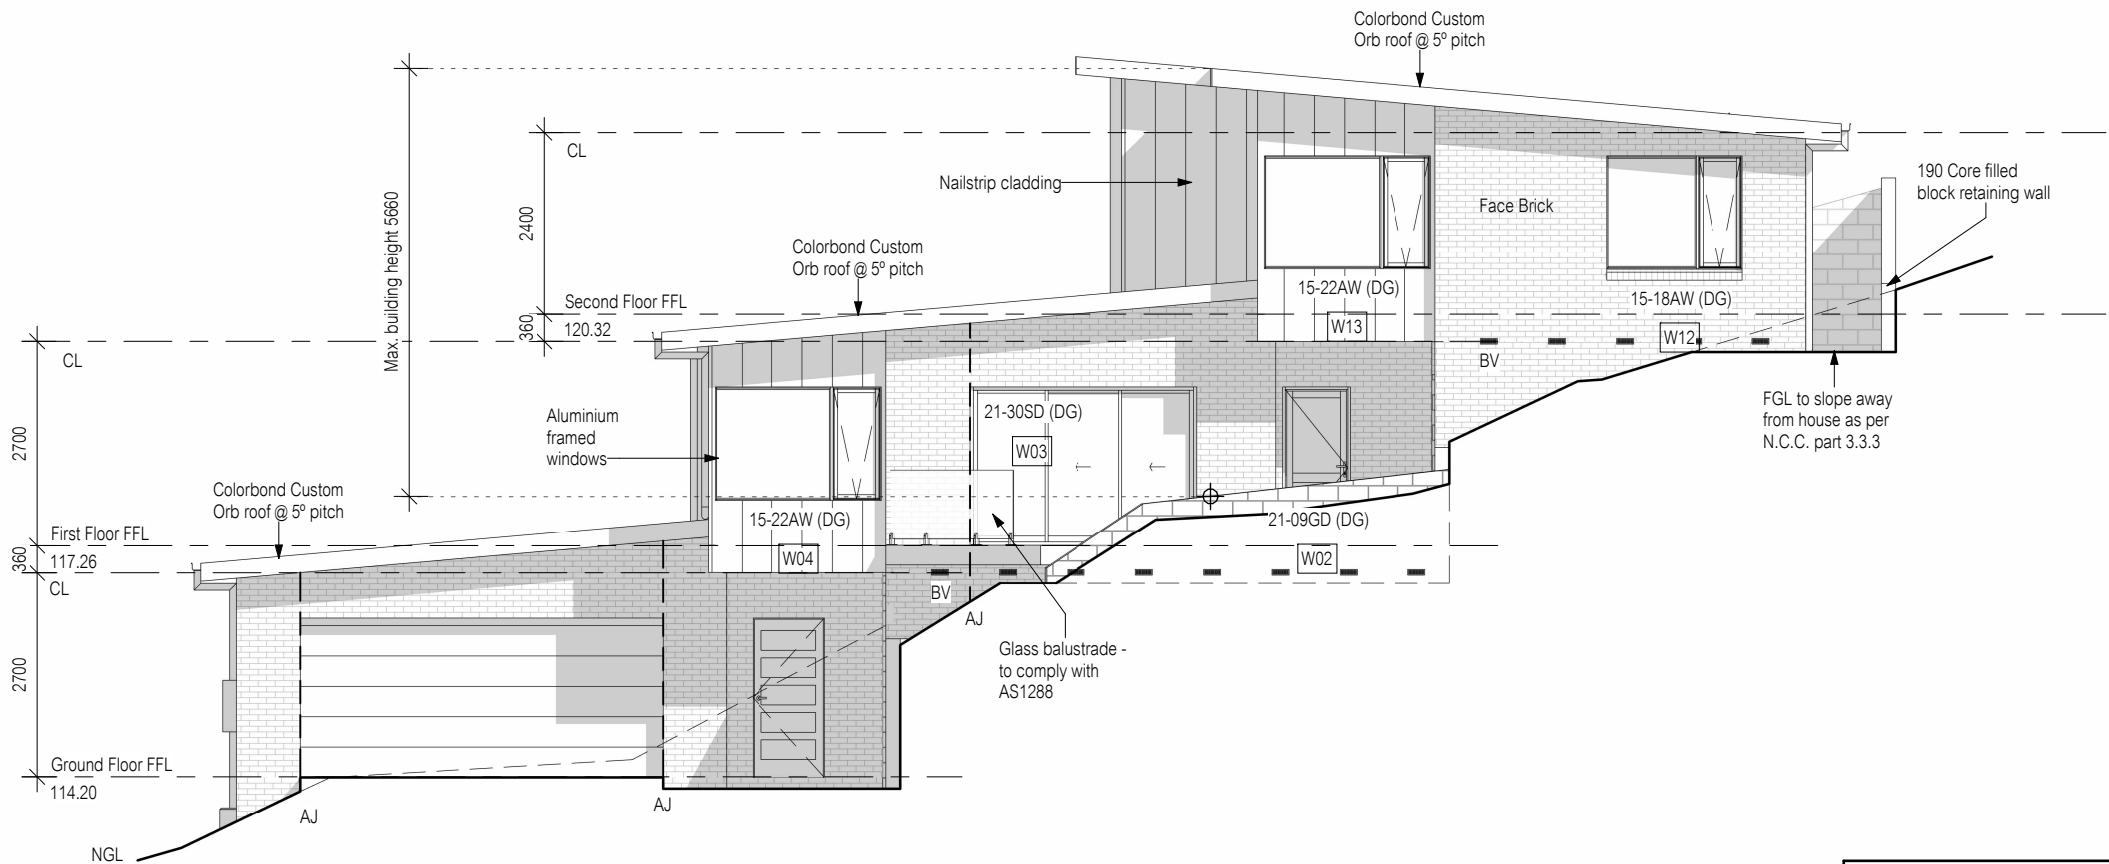 Colorbond Custom
Orb roof @ 5º pitch
CL
Max. building height 5660
2400
Nailstrip cladding
Face Brick
190 Core filled
block retaining wall
Colorbond Custom
Orb roof @ 5º pitch
Second Floor FFL
120.32
360
15-22AW (DG)
W13
15-18AW (DG)
W12
BV
CL
2700
Aluminium
framed
windows
21-30SD (DG)
W03
FGL to slope away
from house as per
N.C.C. part 3.3.3
Colorbond Custom
Orb roof @ 5º pitch
First Floor FFL
117.26
360
CL
15-22AW (DG)
W04
21-09GD (DG)
W02
BV
AJ
Glass balustrade -
to comply with
AS1288
2700
Ground Floor FFL
114.20
AJ
AJ
NGL